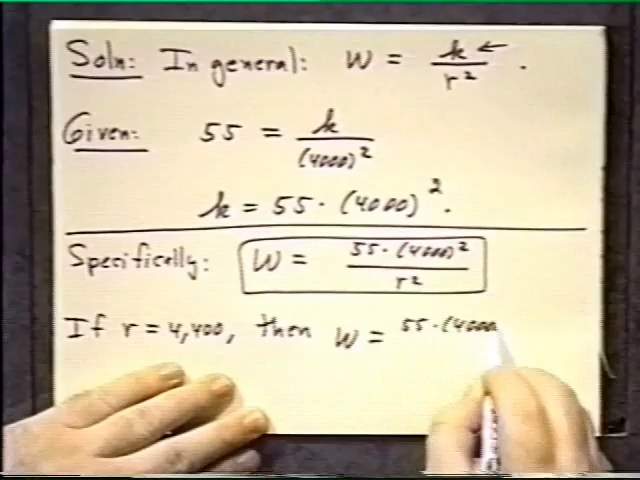 Soln: In general: W = k/r² ← .
Given: 55 = k/(4000)²
k = 55 · (4000)².
Specifically: W = 55·(4000)²/r²
If r = 4,400, then W = 55·(4000